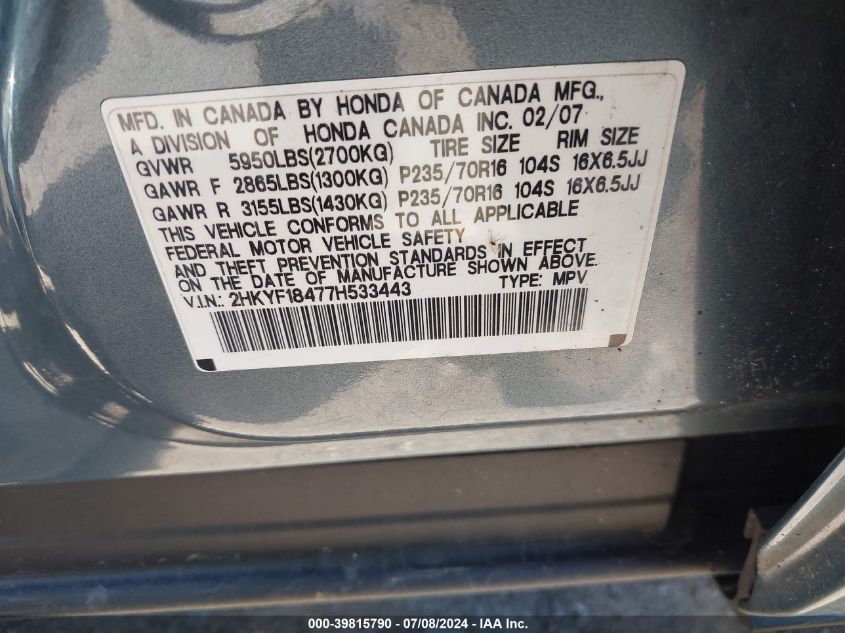 MFD. IN CANADA BY HONDA OF CANADA MFG.,
A DIVISION OF HONDA CANADA INC. 02/07
GVWR 5950LBS(2700KG) TIRE SIZE RIM SIZE
GAWR F 2865LBS(1300KG) P235/70R16 104S 16X6.5JJ
GAWR R 3155LBS(1430KG) P235/70R16 104S 16X6.5JJ
THIS VEHICLE CONFORMS TO ALL APPLICABLE
FEDERAL MOTOR VEHICLE SAFETY
AND THEFT PREVENTION STANDARDS IN EFFECT
ON THE DATE OF MANUFACTURE SHOWN ABOVE.
V.I.N.: 2HKYF18477H533443 TYPE: MPV
000-39815790 - 07/08/2024 - IAA Inc.